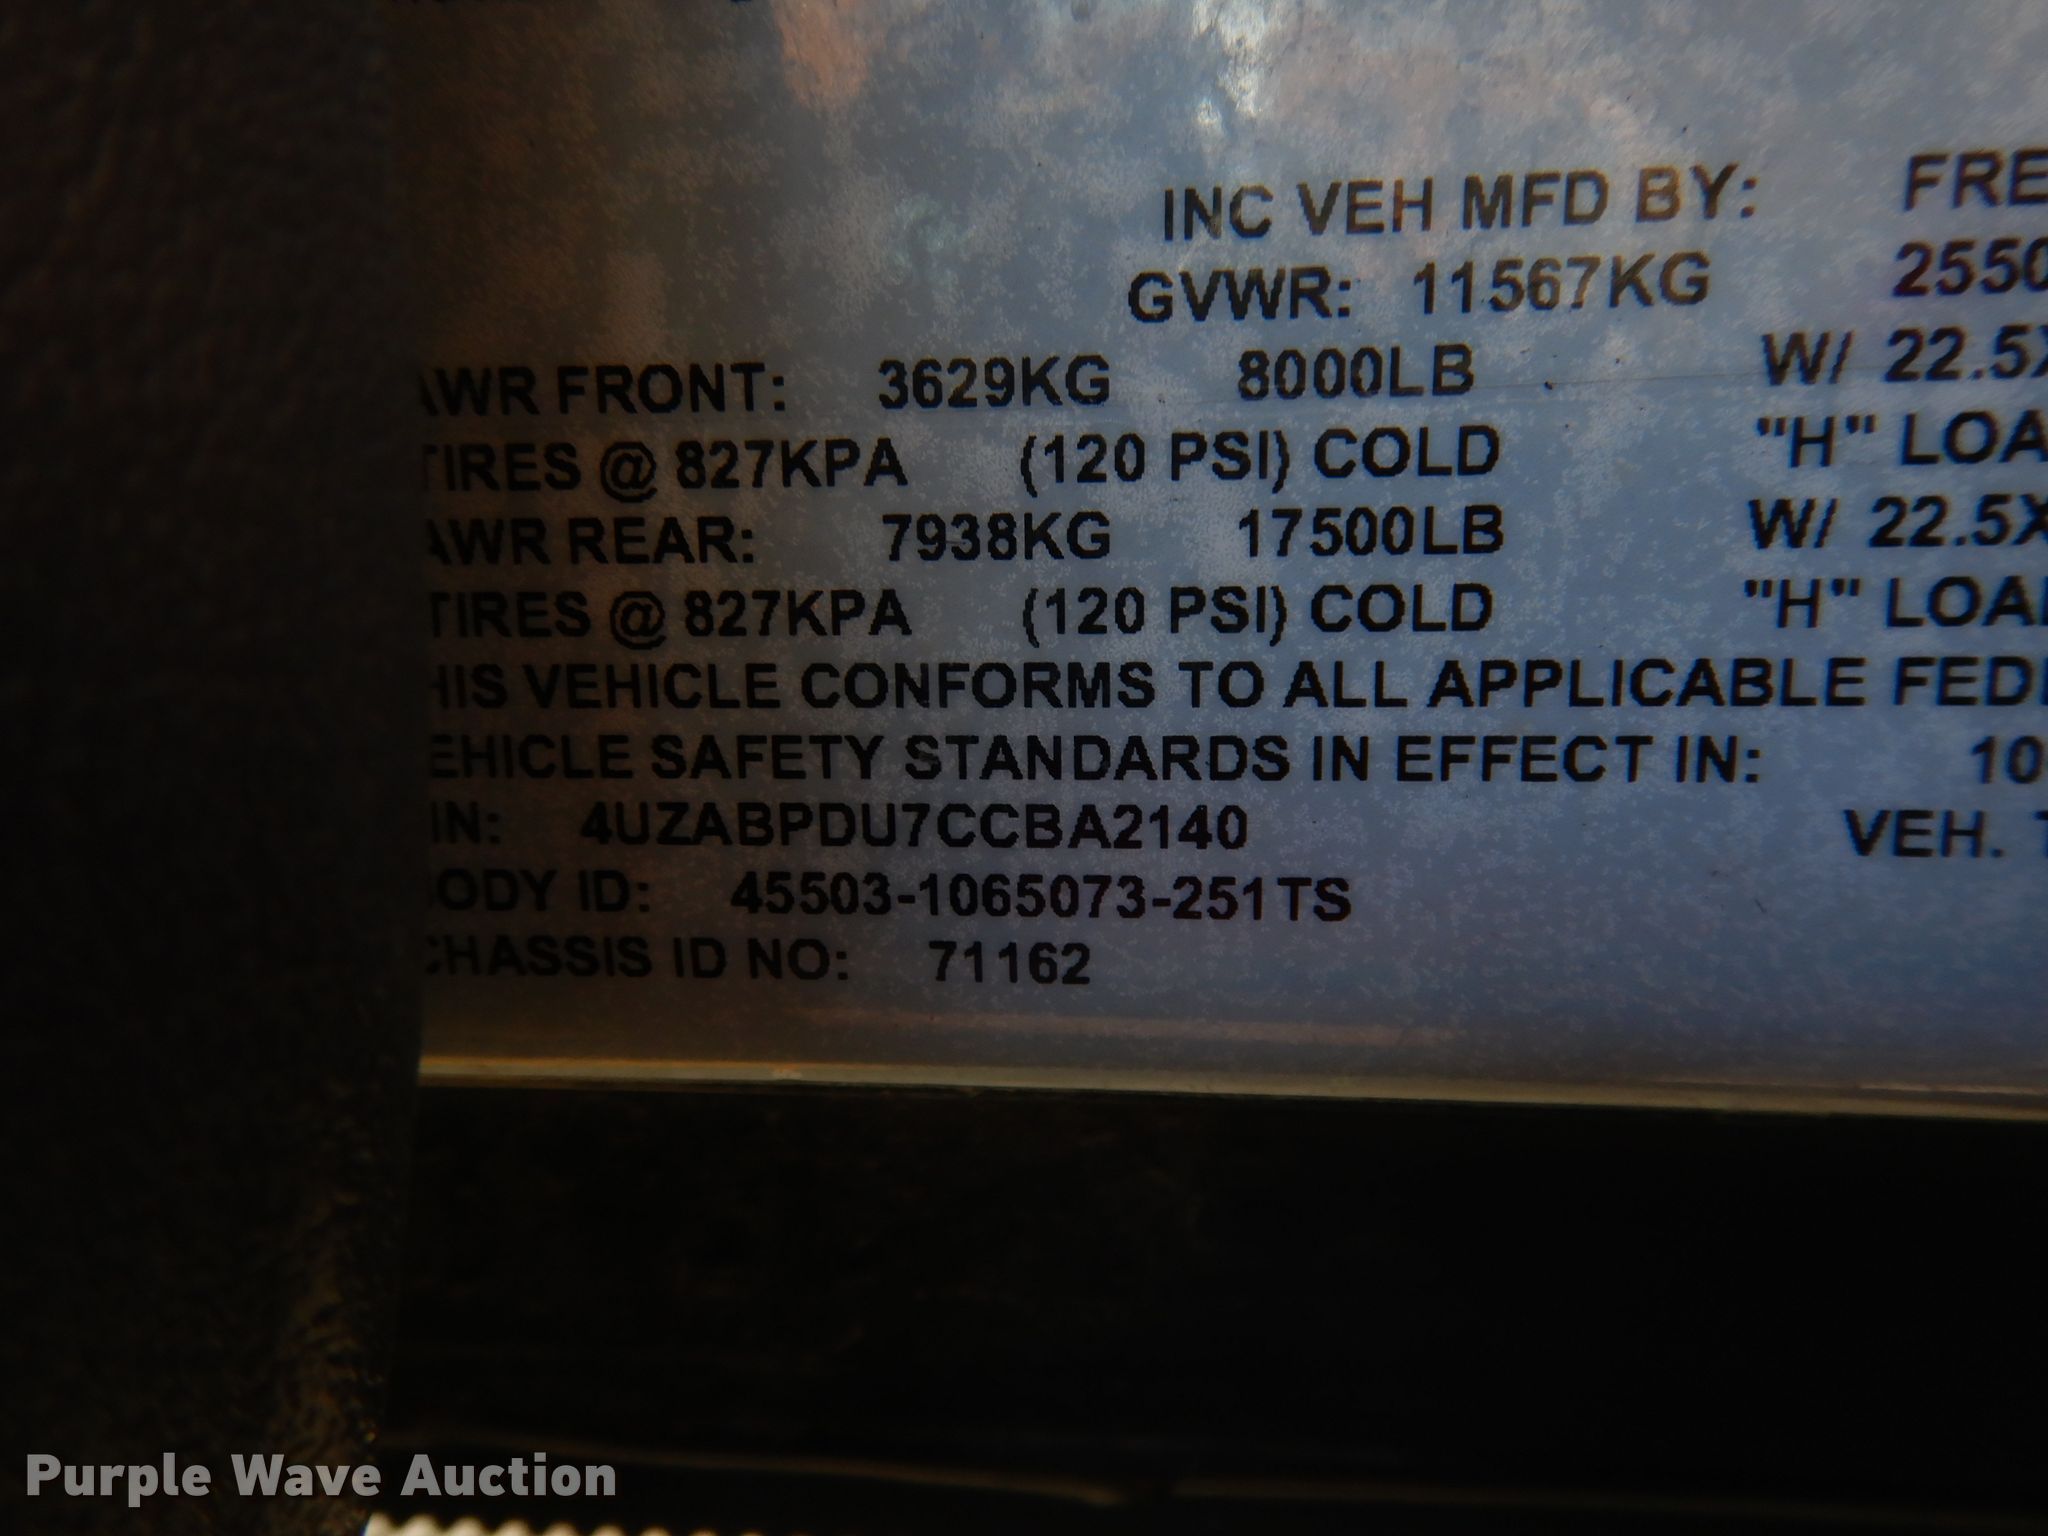 INC VEH MFD BY: FRE
GVWR: 11567KG 2550
AWR FRONT: 3629KG 8000LB W/ 22.5X
TIRES @ 827KPA (120 PSI) COLD "H" LOA
AWR REAR: 7938KG 17500LB W/ 22.5X
TIRES @ 827KPA (120 PSI) COLD "H" LOA
HIS VEHICLE CONFORMS TO ALL APPLICABLE FED
EHICLE SAFETY STANDARDS IN EFFECT IN: 10
IN: 4UZABPDU7CCBA2140 VEH.
ODY ID: 45503-1065073-251TS
CHASSIS ID NO: 71162
Purple Wave Auction